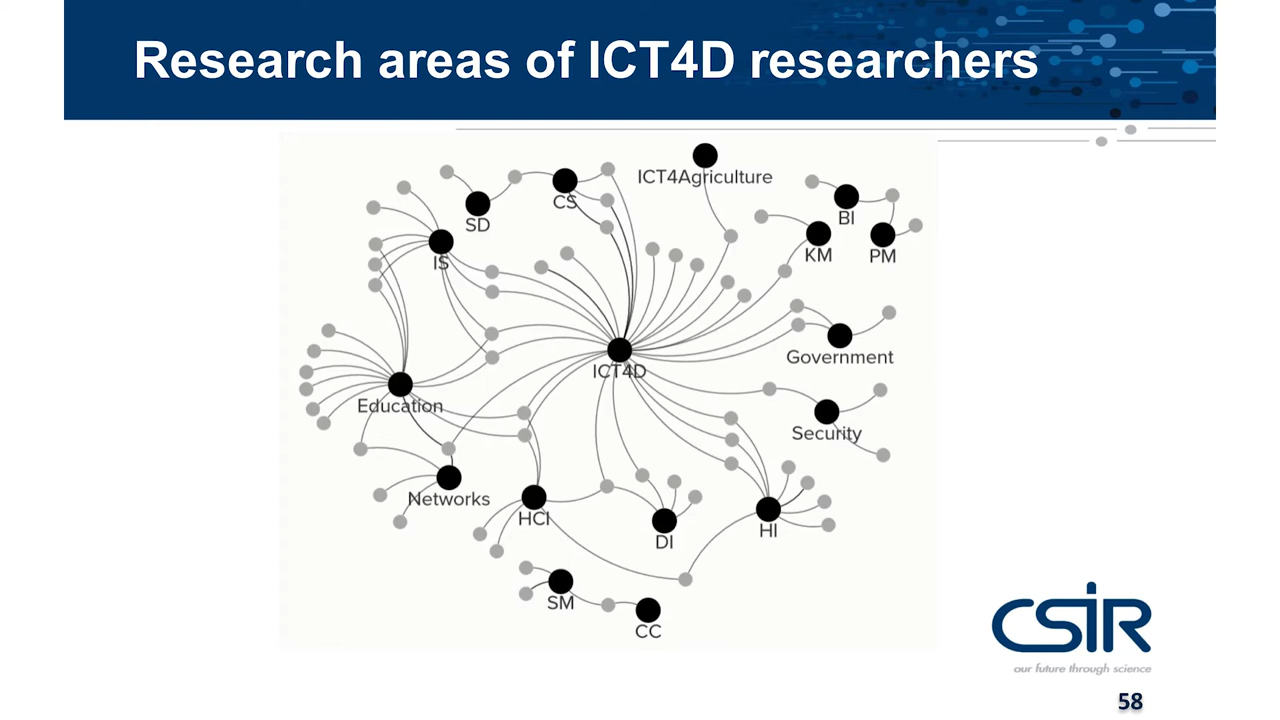 Research areas of ICT4D researchers
ICT4Agriculture
CS
SD
BI
IS
KM
PM
Government
ICT4D
Education
Security
Networks
HCI
DI
HI
SM
CC
CSIR
our future through science
58